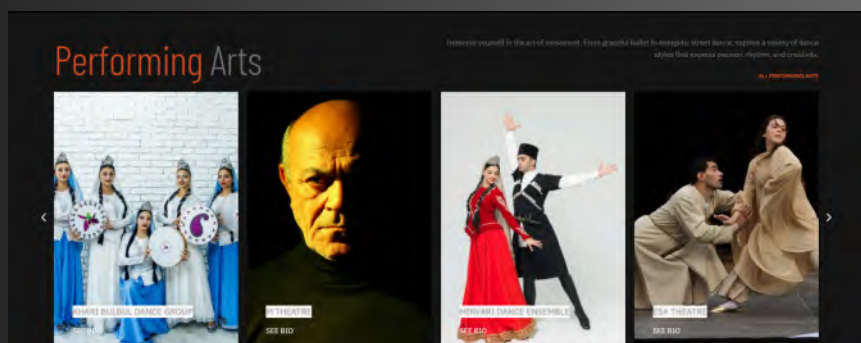 Performing Arts
Immerse yourself in the art of movement. From graceful ballet to energetic street dance, explore a variety of dance
styles that express passion, rhythm, and creativity.
ALL PERFORMING ARTS
KHARI BULBUL DANCE GROUP
SEE BIO
M THEATRE
SEE BIO
MIRVARI DANCE ENSEMBLE
SEE BIO
ESA THEATRE
SEE BIO